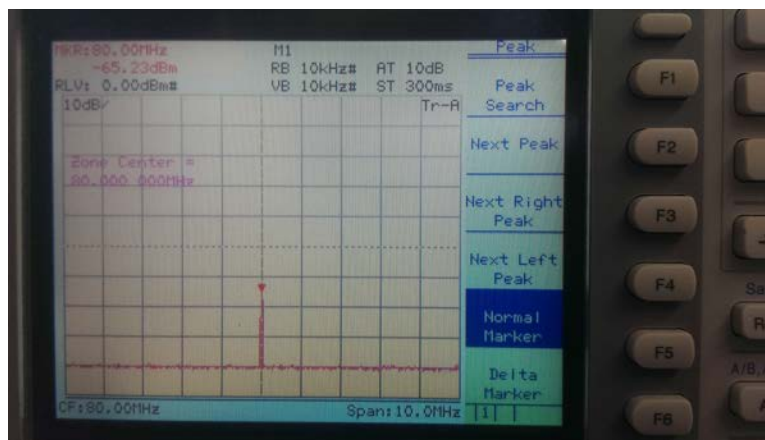 MKR:80.00MHz
M1
-65.23dBm
RB 10kHz# AT 10dB
RLV: 0.00dBm#
VB 10kHz# ST 300ms
10dB/
Tr-A
Zone Center =
80.000 000MHz
CF:80.00MHz
Span:10.0MHz
Peak
Peak
Search
Next Peak
Next Right
Peak
Next Left
Peak
Normal
Marker
Delta
Marker
|1| |
F1
F2
F3
F4
F5
F6
Sa
R
A/B,
A